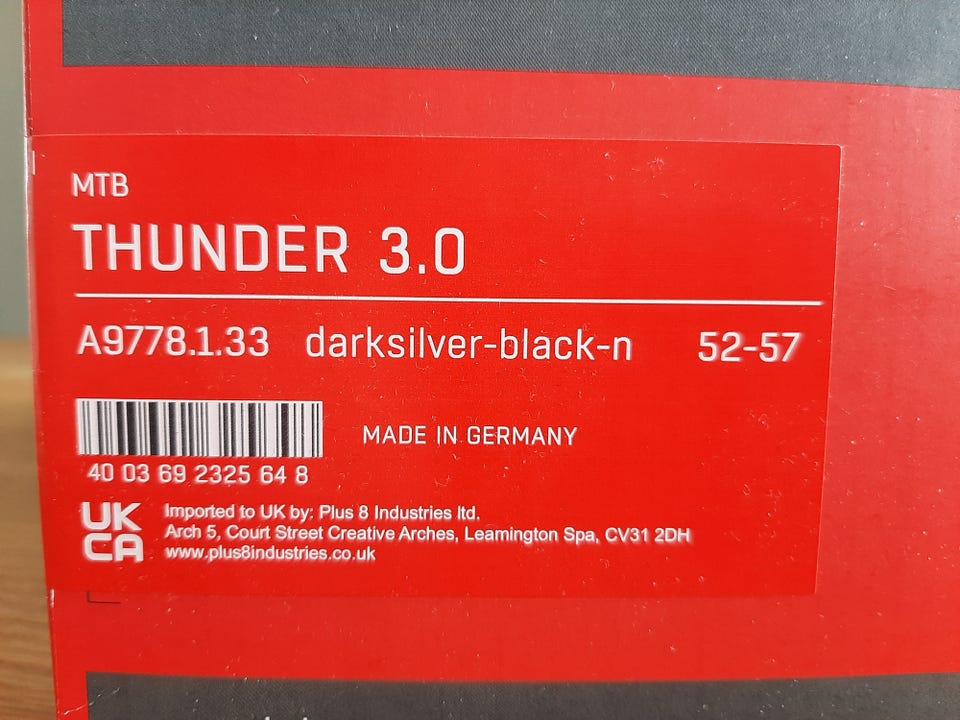 MTB
THUNDER 3.0
A9778.1.33 darksilver-black-n 52-57
MADE IN GERMANY
40 03 69 2325 64 8
UK
CA
Imported to UK by: Plus 8 Industries ltd.
Arch 5, Court Street Creative Arches, Leamington Spa, CV31 2DH
www.plus8industries.co.uk